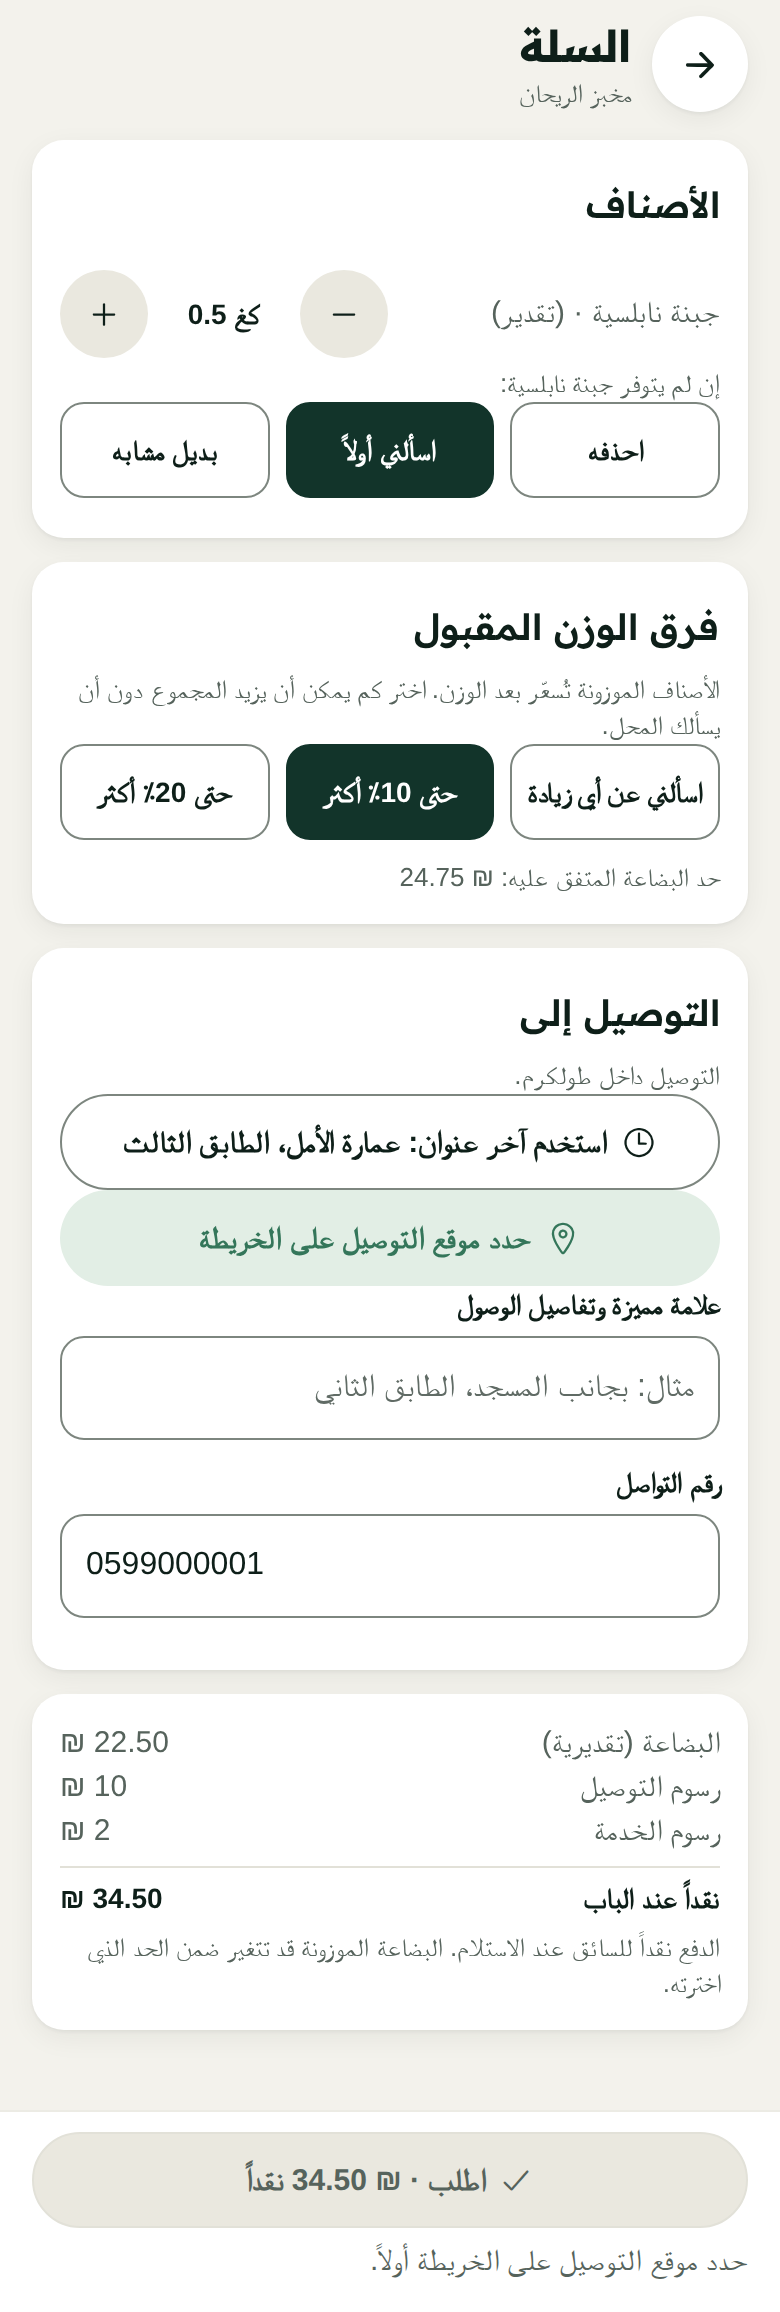 السلة
مخبز الريحان
الأصناف
جبنة نابلسية · (تقدير)
0.5 كغ
إن لم يتوفر جبنة نابلسية:
احذفه
اسألني أولاً
بديل مشابه
فرق الوزن المقبول
الأصناف الموزونة تُسعّر بعد الوزن. اختر كم يمكن أن يزيد المجموع دون أن
يسألك المحل.
اسألني عن أي زيادة
حتى 10٪ أكثر
حتى 20٪ أكثر
حد البضاعة المتفق عليه: ₪ 24.75
التوصيل إلى
التوصيل داخل طولكرم.
استخدم آخر عنوان: عمارة الأمل، الطابق الثالث
حدد موقع التوصيل على الخريطة
علامة مميزة وتفاصيل الوصول
مثال: بجانب المسجد، الطابق الثاني
رقم التواصل
0599000001
البضاعة (تقديرية) ₪ 22.50
رسوم التوصيل ₪ 10
رسوم الخدمة ₪ 2
نقداً عند الباب ₪ 34.50
الدفع نقداً للسائق عند الاستلام. البضاعة الموزونة قد تتغير ضمن الحد الذي
اخترته.
اطلب · ₪ 34.50 نقداً
حدد موقع التوصيل على الخريطة أولاً.